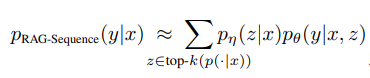 p_{RAG-Sequence}(y|x) ≈ ∑_{z∈top-k(p(·|x))} p_η(z|x)p_θ(y|x, z)